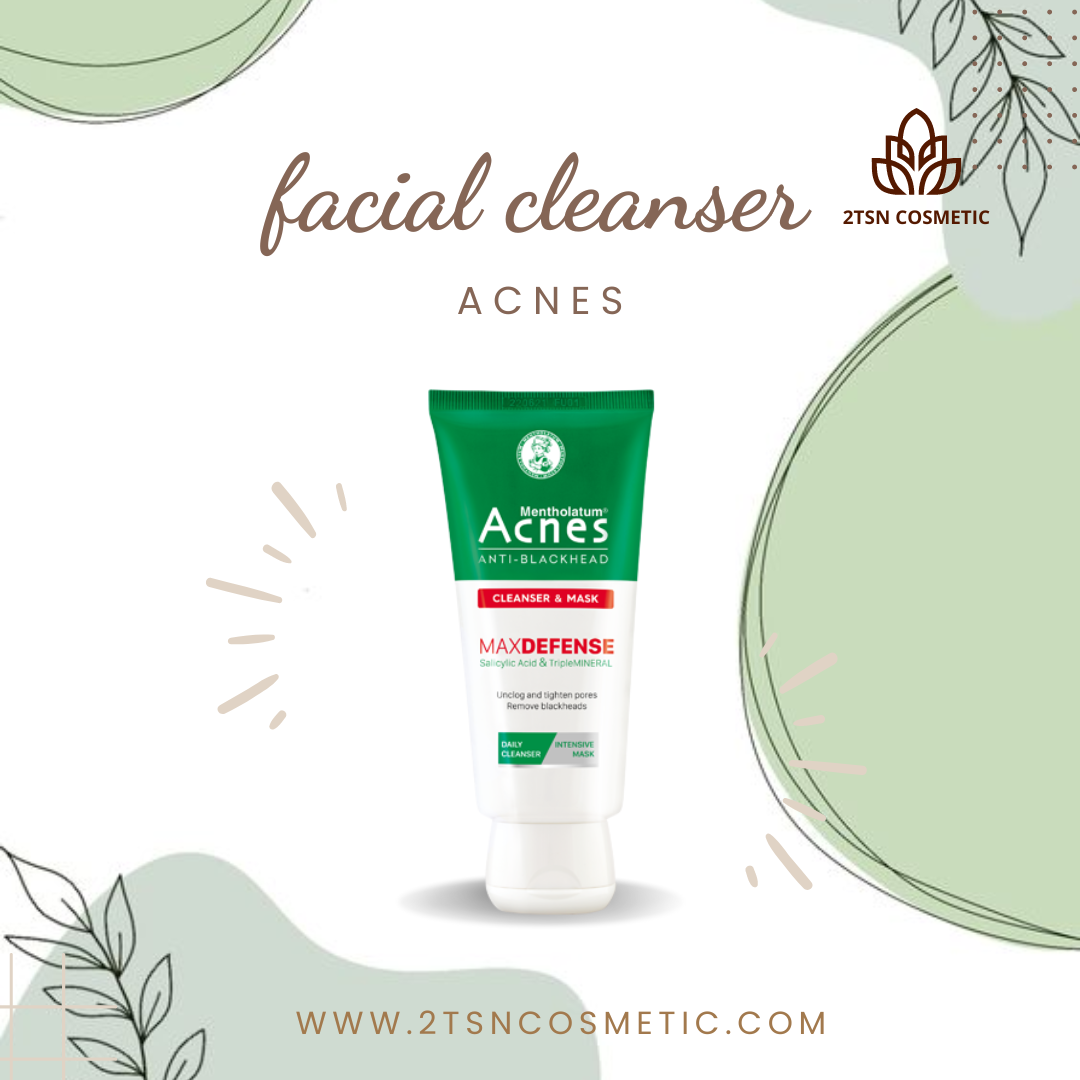 facial cleanser
2TSN COSMETIC
ACNES
Mentholatum®
Acnes
ANTI-BLACKHEAD
CLEANSER & MASK
MAXDEFENSE
Salicylic Acid & TripleMINERAL
Unclog and tighten pores
Remove blackheads
DAILY
CLEANSER
INTENSIVE
MASK
WWW.2TSNCOSMETIC.COM